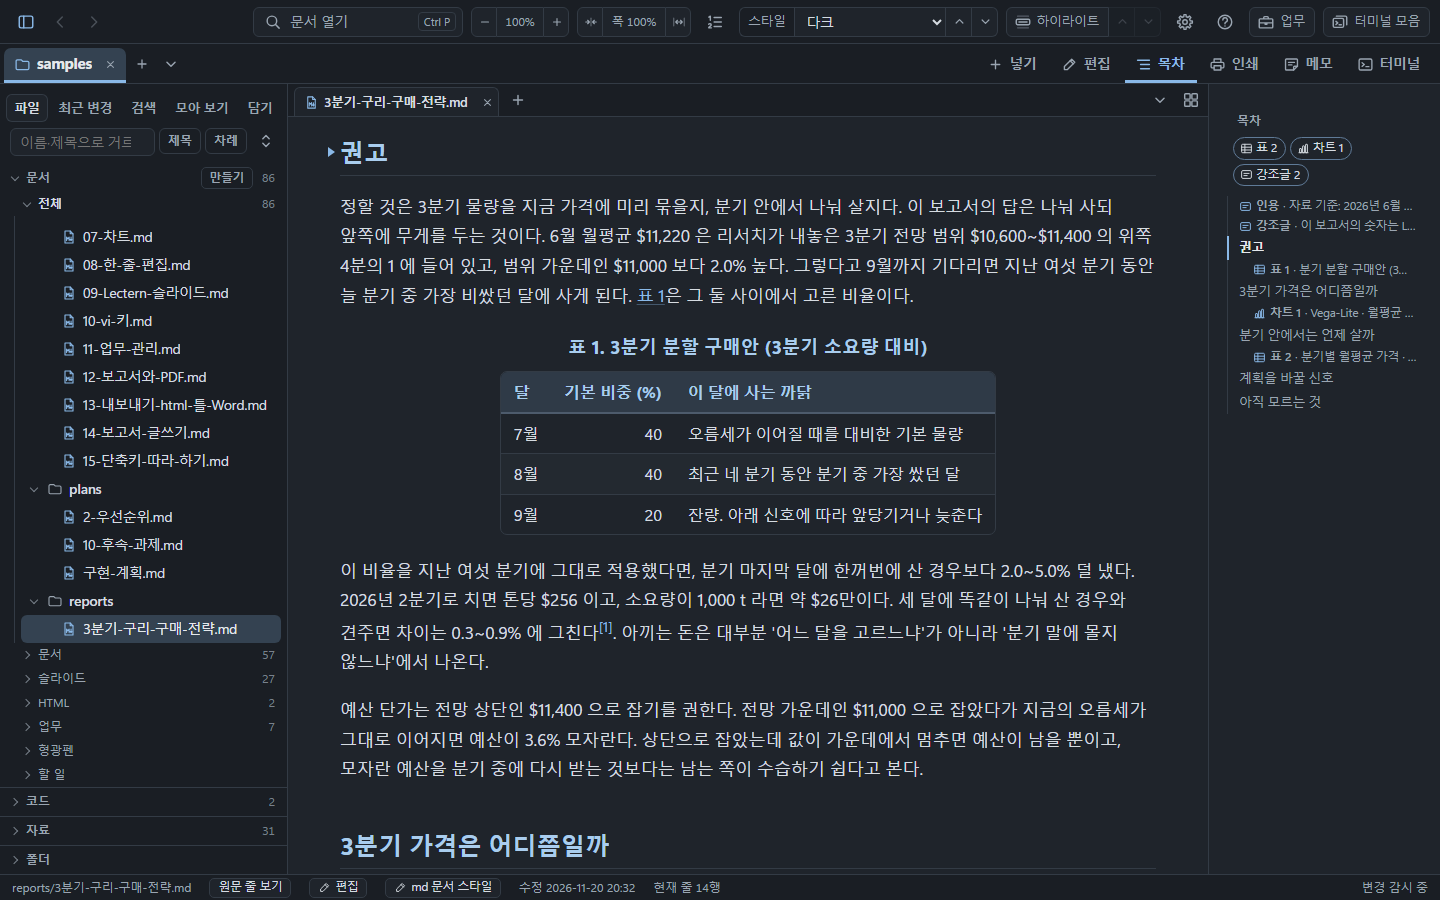 문서 열기 Ctrl P
100%
폭 100%
스타일 다크
하이라이트
업무
터미널 모음
samples
넣기 편집 목차 인쇄 메모 터미널
파일 최근 변경 검색 모아 보기 담기
이름·제목으로 거르
제목 차례
문서 만들기 86
전체 86
07-차트.md
08-한-줄-편집.md
09-Lectern-슬라이드.md
10-vi-키.md
11-업무-관리.md
12-보고서와-PDF.md
13-내보내기-html-틀-Word.md
14-보고서-글쓰기.md
15-단축키-따라-하기.md
plans
2-우선순위.md
10-후속-과제.md
구현-계획.md
reports
3분기-구리-구매-전략.md
문서 57
슬라이드 27
HTML 2
업무 7
형광펜
할 일
코드 2
자료 31
폴더
3분기-구리-구매-전략.md
권고
정할 것은 3분기 물량을 지금 가격에 미리 묶을지, 분기 안에서 나눠 살지다. 이 보고서의 답은 나눠 사되
앞쪽에 무게를 두는 것이다. 6월 월평균 $11,220 은 리서치가 내놓은 3분기 전망 범위 $10,600~$11,400 의 위쪽
4분의 1 에 들어 있고, 범위 가운데인 $11,000 보다 2.0% 높다. 그렇다고 9월까지 기다리면 지난 여섯 분기 동안
늘 분기 중 가장 비쌌던 달에 사게 된다. 표 1은 그 둘 사이에서 고른 비율이다.
표 1. 3분기 분할 구매안 (3분기 소요량 대비)
달 기본 비중 (%) 이 달에 사는 까닭
7월 40 오름세가 이어질 때를 대비한 기본 물량
8월 40 최근 네 분기 동안 분기 중 가장 쌌던 달
9월 20 잔량. 아래 신호에 따라 앞당기거나 늦춘다
이 비율을 지난 여섯 분기에 그대로 적용했다면, 분기 마지막 달에 한꺼번에 산 경우보다 2.0~5.0% 덜 냈다.
2026년 2분기로 치면 톤당 $256 이고, 소요량이 1,000 t 라면 약 $26만이다. 세 달에 똑같이 나눠 산 경우와
견주면 차이는 0.3~0.9% 에 그친다[1]. 아끼는 돈은 대부분 '어느 달을 고르느냐'가 아니라 '분기 말에 몰지
않느냐'에서 나온다.
예산 단가는 전망 상단인 $11,400 으로 잡기를 권한다. 전망 가운데인 $11,000 으로 잡았다가 지금의 오름세가
그대로 이어지면 예산이 3.6% 모자란다. 상단으로 잡았는데 값이 가운데에서 멈추면 예산이 남을 뿐이고,
모자란 예산을 분기 중에 다시 받는 것보다는 남는 쪽이 수습하기 쉽다고 본다.
3분기 가격은 어디쯤일까
목차
표 2 차트 1
강조글 2
인용 · 자료 기준: 2026년 6월 ...
강조글 · 이 보고서의 숫자는 L...
권고
표 1 · 분기 분할 구매안 (3...
3분기 가격은 어디쯤일까
차트 1 · Vega-Lite · 월평균 ...
분기 안에서는 언제 살까
표 2 · 분기별 월평균 가격 · ...
계획을 바꿀 신호
아직 모르는 것
reports/3분기-구리-구매-전략.md 원문 줄 보기 편집 md 문서 스타일 수정 2026-11-20 20:32 현재 줄 14행 변경 감시 중